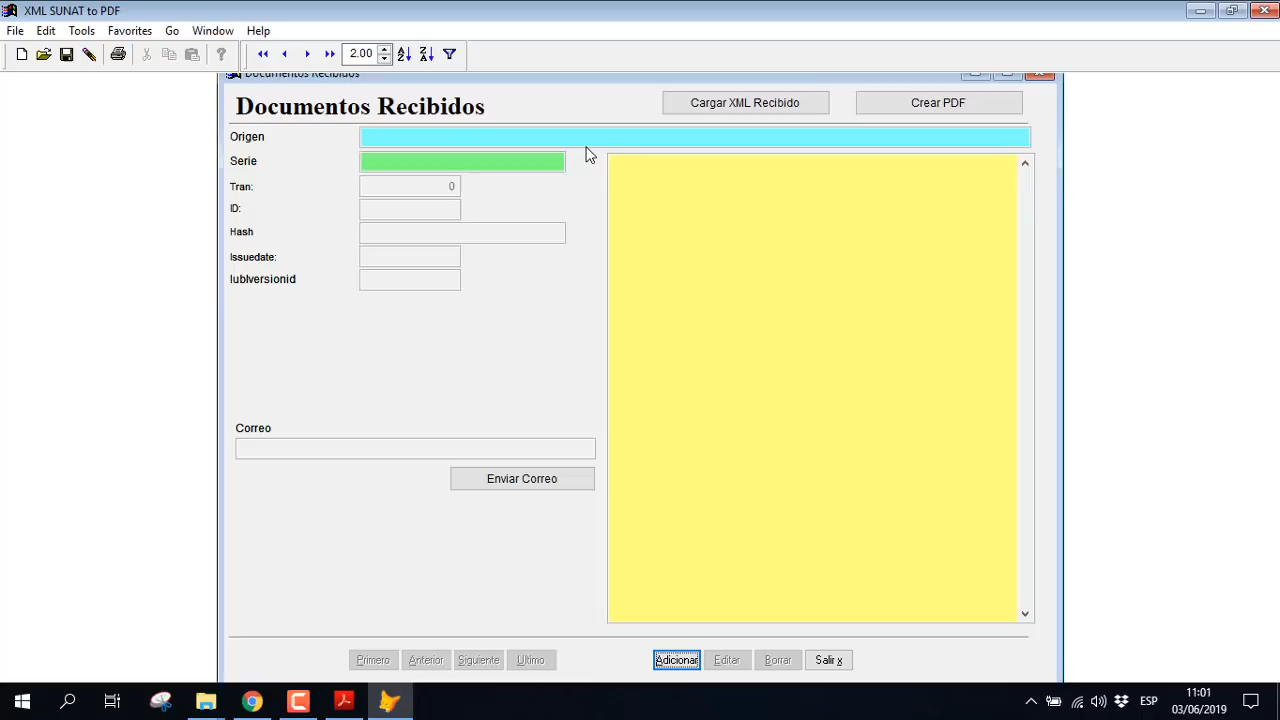 XML SUNAT to PDF
File Edit Tools Favorites Go Window Help
2.00
Documentos Recibidos
Documentos Recibidos Cargar XML Recibido Crear PDF
Origen
Serie
Tran: 0
ID:
Hash
Issuedate:
lublversionid
Correo
Enviar Correo
Primero Anterior Siguiente Ultimo Adicionar Editar Borrar Salir x
ESP
11:01
03/06/2019